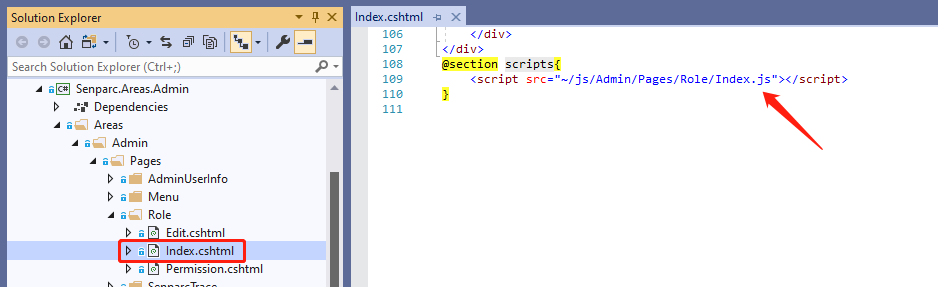 Solution Explorer
Search Solution Explorer (Ctrl+;)
C# Senparc.Areas.Admin
Dependencies
Areas
Admin
Pages
AdminUserInfo
Menu
Role
Edit.cshtml
Index.cshtml
Permission.cshtml
SenparcTrace
Index.cshtml
106 </div>
107 </div>
108 @section scripts{
109 <script src="~/js/Admin/Pages/Role/Index.js"></script>
110 }
111